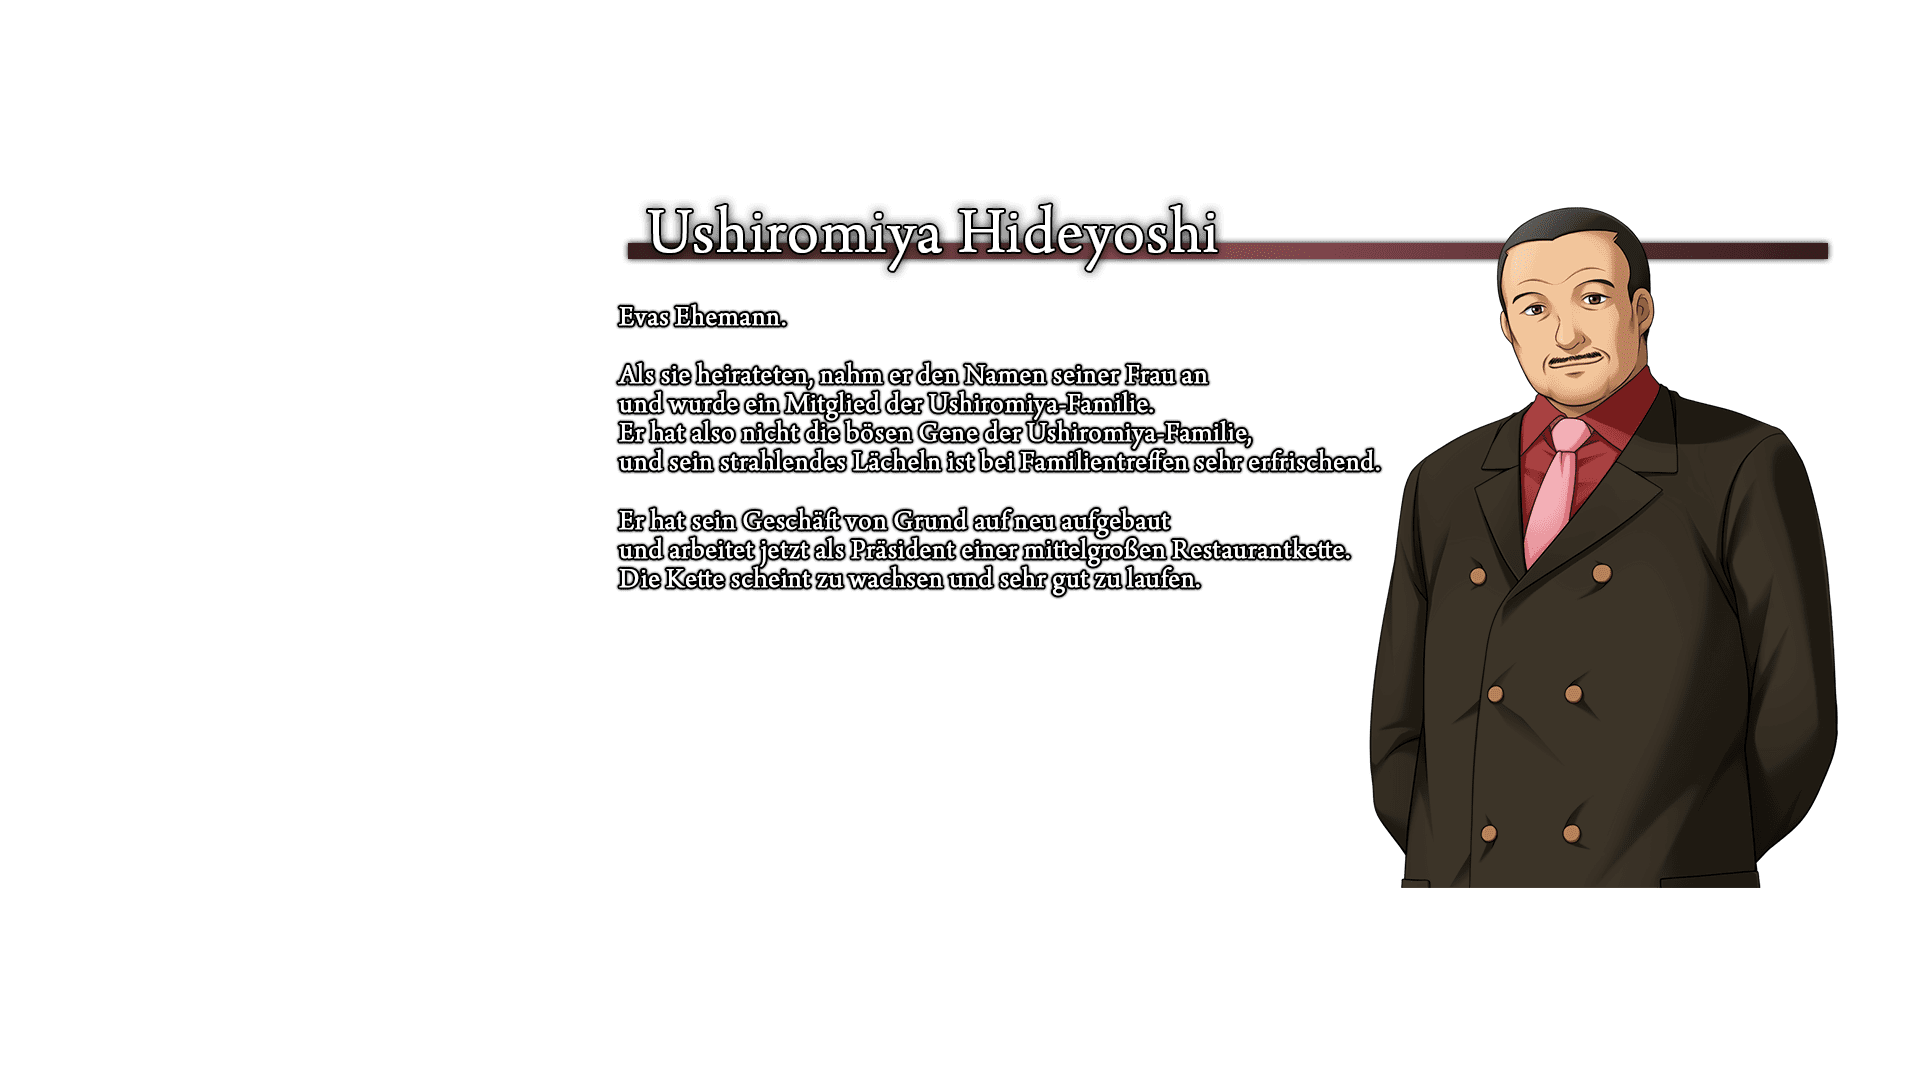 Ushiromiya Hideyoshi
Evas Ehemann.
Als sie heirateten, nahm er den Namen seiner Frau an
und wurde ein Mitglied der Ushiromiya-Familie.
Er hat also nicht die bösen Gene der Ushiromiya-Familie,
und sein strahlendes Lächeln ist bei Familientreffen sehr erfrischend.
Er hat sein Geschäft von Grund auf neu aufgebaut
und arbeitet jetzt als Präsident einer mittelgroßen Restaurantkette.
Die Kette scheint zu wachsen und sehr gut zu laufen.